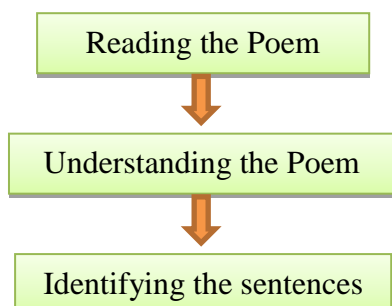 Reading the Poem
Understanding the Poem
Identifying the sentences